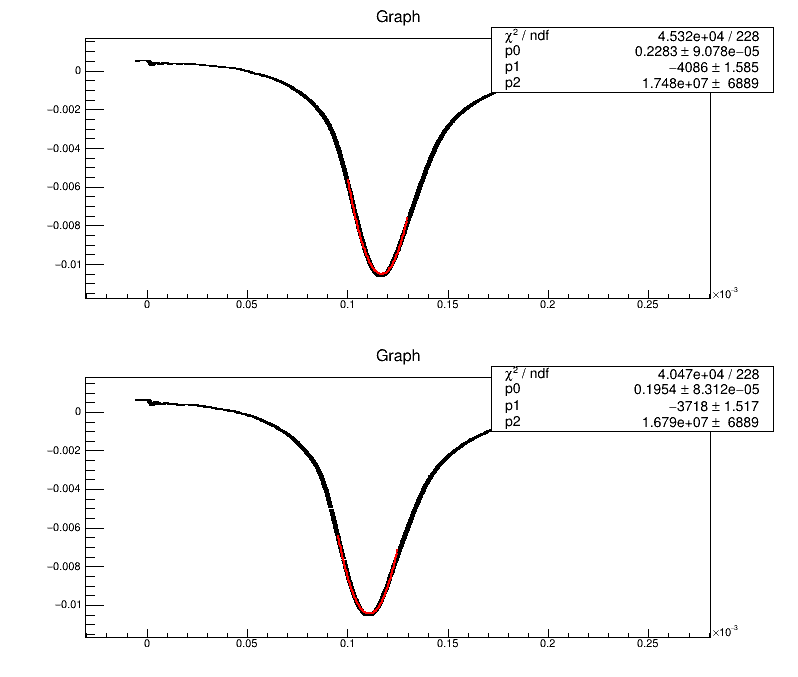 Graph
χ² / ndf 4.532e+04 / 228
p0 0.2283 ± 9.078e−05
p1 −4086 ± 1.585
p2 1.748e+07 ± 6889
0
−0.002
−0.004
−0.006
−0.008
−0.01
0 0.05 0.1 0.15 0.2 0.25
×10⁻³
Graph
χ² / ndf 4.047e+04 / 228
p0 0.1954 ± 8.312e−05
p1 −3718 ± 1.517
p2 1.679e+07 ± 6889
0
−0.002
−0.004
−0.006
−0.008
−0.01
0 0.05 0.1 0.15 0.2 0.25
×10⁻³